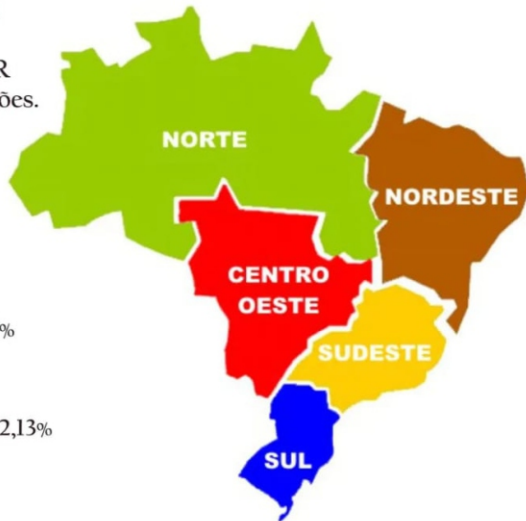 R
ões.
NORTE
NORDESTE
CENTRO
OESTE
%
SUDESTE
2,13%
SUL